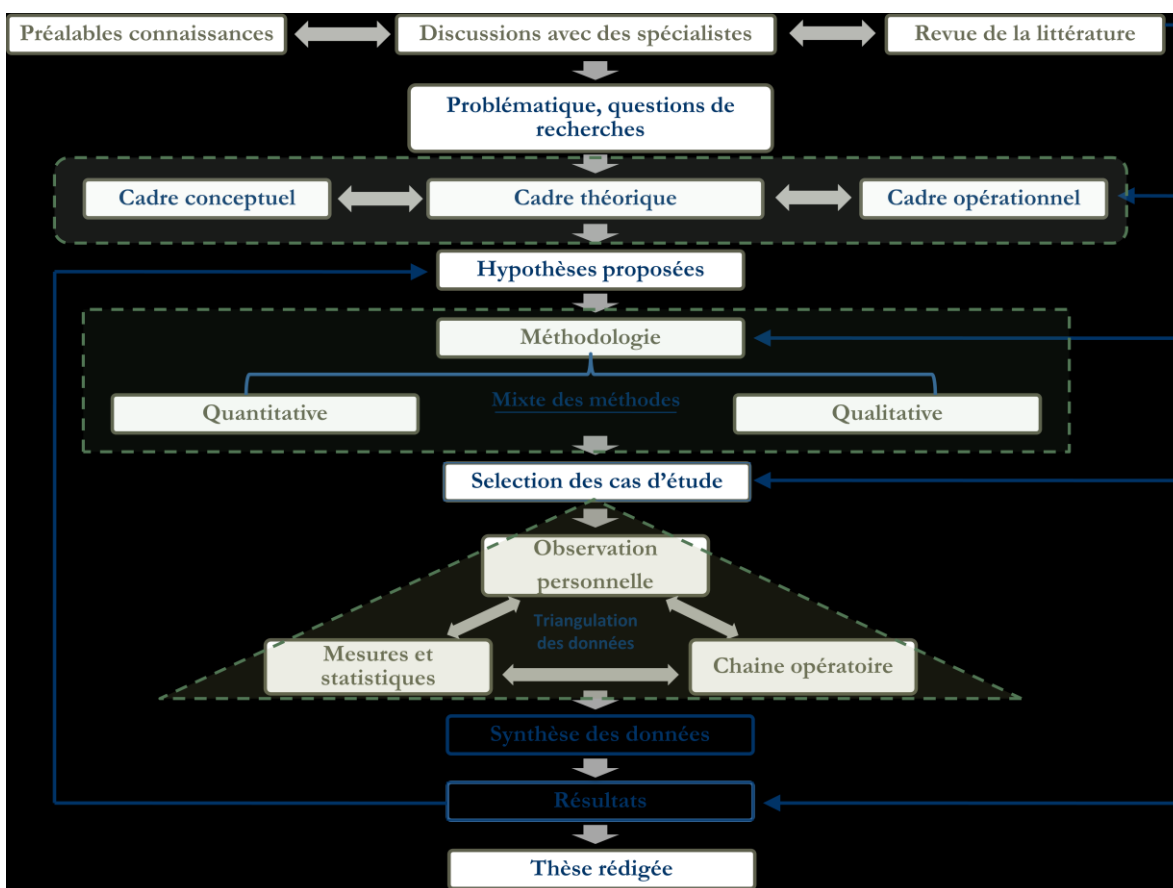 Préalables connaissances
Discussions avec des spécialistes
Revue de la littérature
Problématique, questions de
recherches
Cadre conceptuel
Cadre théorique
Cadre opérationnel
Hypothèses proposées
Méthodologie
Quantitative
Mixte des méthodes
Qualitative
Selection des cas d'étude
Observation
personnelle
Triangulation
des données
Mesures et
statistiques
Chaine opératoire
Synthèse des données
Résultats
Thèse rédigée